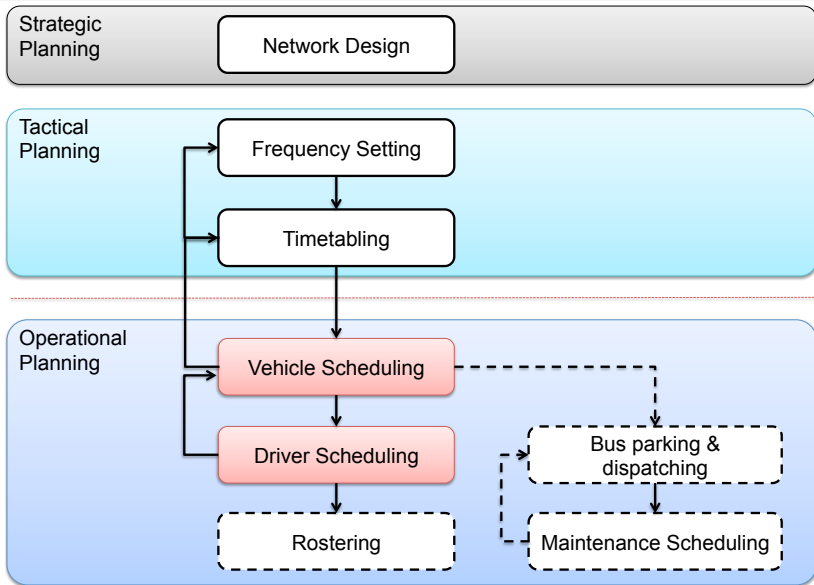 Strategic
Planning
Network Design
Tactical
Planning
Frequency Setting
Timetabling
Operational
Planning
Vehicle Scheduling
Driver Scheduling
Bus parking &
dispatching
Rostering
Maintenance Scheduling